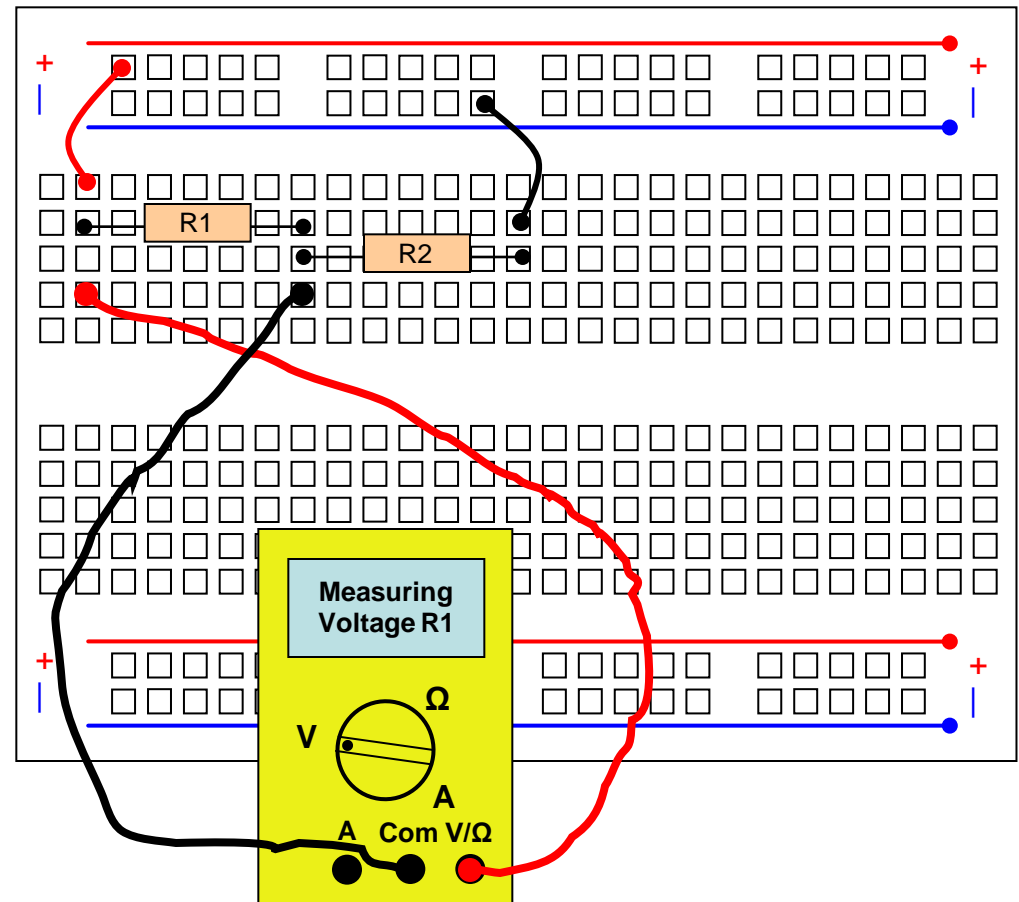 +
+
R1
R2
Measuring
Voltage R1
+
+
Ω
V
A
A Com V/Ω